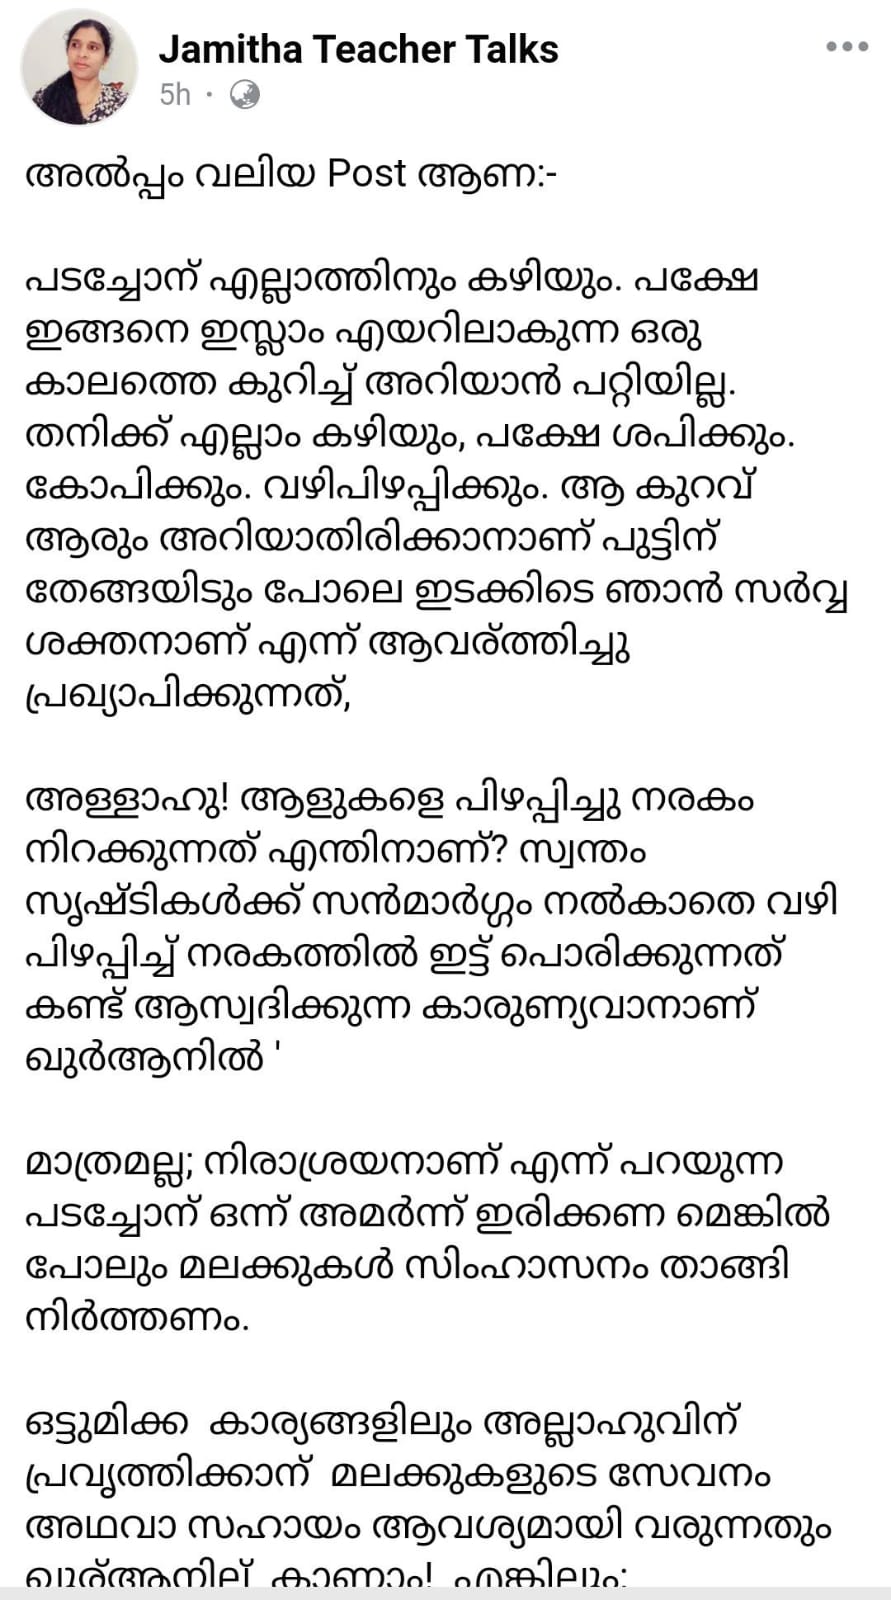 Jamitha Teacher Talks
5h ·
അൽപ്പം വലിയ Post ആണ:-
പടച്ചോന് എല്ലാത്തിനും കഴിയും. പക്ഷേ
ഇങ്ങനെ ഇസ്ലാം എയറിലാകുന്ന ഒരു
കാലത്തെ കുറിച്ച് അറിയാൻ പറ്റിയില്ല.
തനിക്ക് എല്ലാം കഴിയും, പക്ഷേ ശപിക്കും.
കോപിക്കും. വഴിപിഴപ്പിക്കും. ആ കുറവ്
ആരും അറിയാതിരിക്കാനാണ് പുട്ടിന്
തേങ്ങയിടും പോലെ ഇടക്കിടെ ഞാൻ സർവ്വ
ശക്തനാണ് എന്ന് ആവര്ത്തിച്ചു
പ്രഖ്യാപിക്കുന്നത്,
അള്ളാഹു! ആളുകളെ പിഴപ്പിച്ചു നരകം
നിറക്കുന്നത് എന്തിനാണ്? സ്വന്തം
സൃഷ്ടികൾക്ക് സൻമാർഗ്ഗം നൽകാതെ വഴി
പിഴപ്പിച്ച് നരകത്തിൽ ഇട്ട് പൊരിക്കുന്നത്
കണ്ട് ആസ്വദിക്കുന്ന കാരുണ്യവാനാണ്
ഖുർആനിൽ '
മാത്രമല്ല; നിരാശ്രയനാണ് എന്ന് പറയുന്ന
പടച്ചോന് ഒന്ന് അമർന്ന് ഇരിക്കണ മെങ്കിൽ
പോലും മലക്കുകൾ സിംഹാസനം താങ്ങി
നിർത്തണം.
ഒട്ടുമിക്ക കാര്യങ്ങളിലും അല്ലാഹുവിന്
പ്രവൃത്തിക്കാന് മലക്കുകളുടെ സേവനം
അഥവാ സഹായം ആവശ്യമായി വരുന്നതും
ഖുര്ആനില് കാണാം! എങ്കിലും: